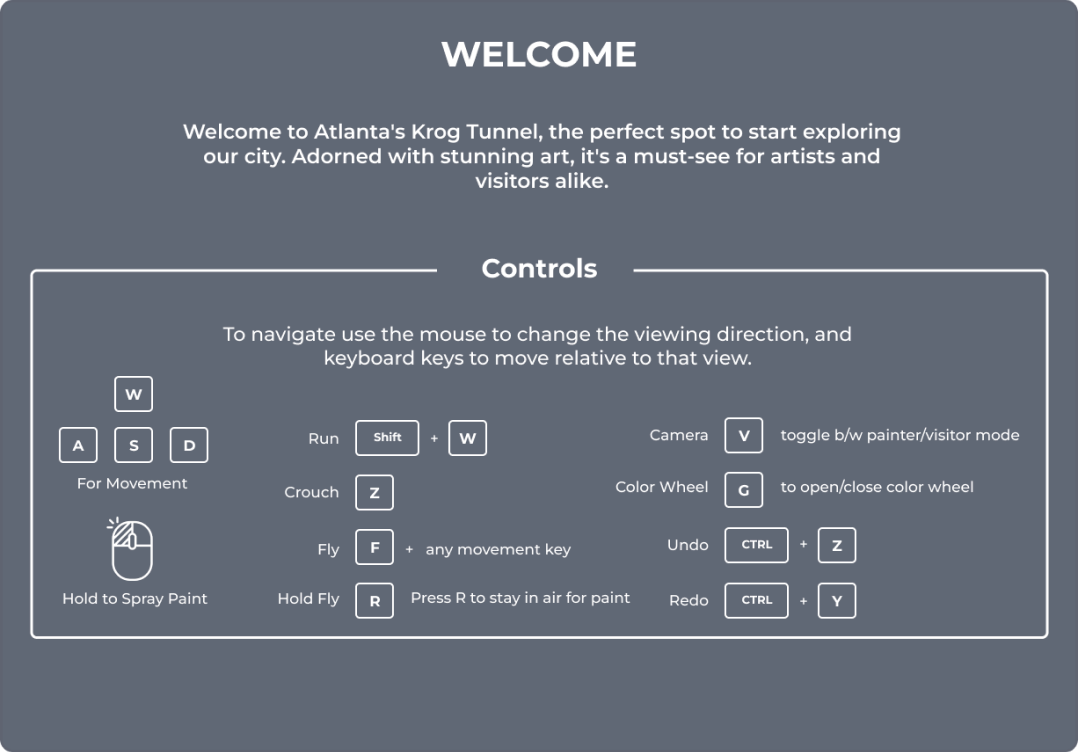 WELCOME
Welcome to Atlanta's Krog Tunnel, the perfect spot to start exploring
our city. Adorned with stunning art, it's a must-see for artists and
visitors alike.
Controls
To navigate use the mouse to change the viewing direction, and
keyboard keys to move relative to that view.
W
A S D
For Movement
Hold to Spray Paint
Run Shift + W
Crouch Z
Fly F + any movement key
Hold Fly R Press R to stay in air for paint
Camera V toggle b/w painter/visitor mode
Color Wheel G to open/close color wheel
Undo CTRL + Z
Redo CTRL + Y